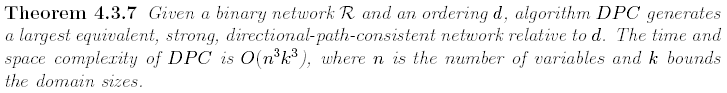 Theorem 4.3.7 Given a binary network R and an ordering d, algorithm DPC generates
a largest equivalent, strong, directional-path-consistent network relative to d. The time and
space complexity of DPC is O(n³k³), where n is the number of variables and k bounds
the domain sizes.